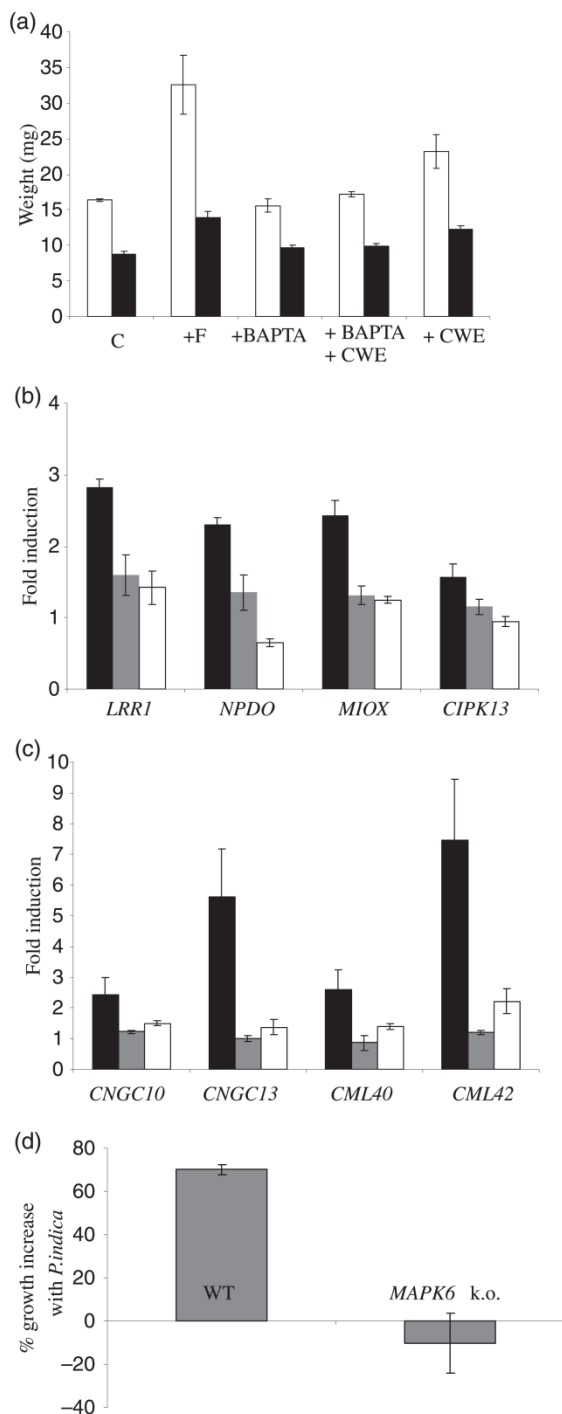 (a)
Weight (mg)
40
35
30
25
20
15
10
5
0
C
+F
+BAPTA
+ BAPTA
+ CWE
+ CWE
(b)
Fold induction
4
3
2
1
0
LRR1
NPDO
MIOX
CIPK13
(c)
Fold induction
10
9
8
7
6
5
4
3
2
1
0
CNGC10
CNGC13
CML40
CML42
(d)
% growth increase
with P.indica
80
60
40
20
0
−20
−40
WT
MAPK6 k.o.